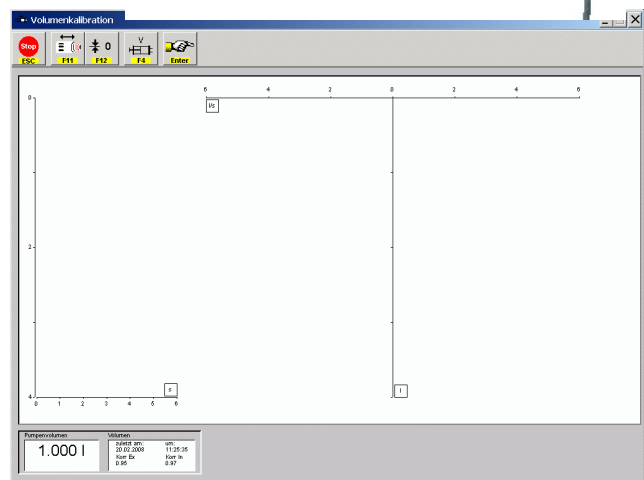 Volumenkalibration
Stop V
0
ESC F11 F12 F4 Enter
6 4 2 0 2 4 6
0
l/s
2
s
l
4
0 1 2 3 4 5 6
Pumpenvolumen Volumen
1.000 l
zuletzt am: um:
20.02.2008 11:25:35
Korr Ex Korr In
0.95 0.97